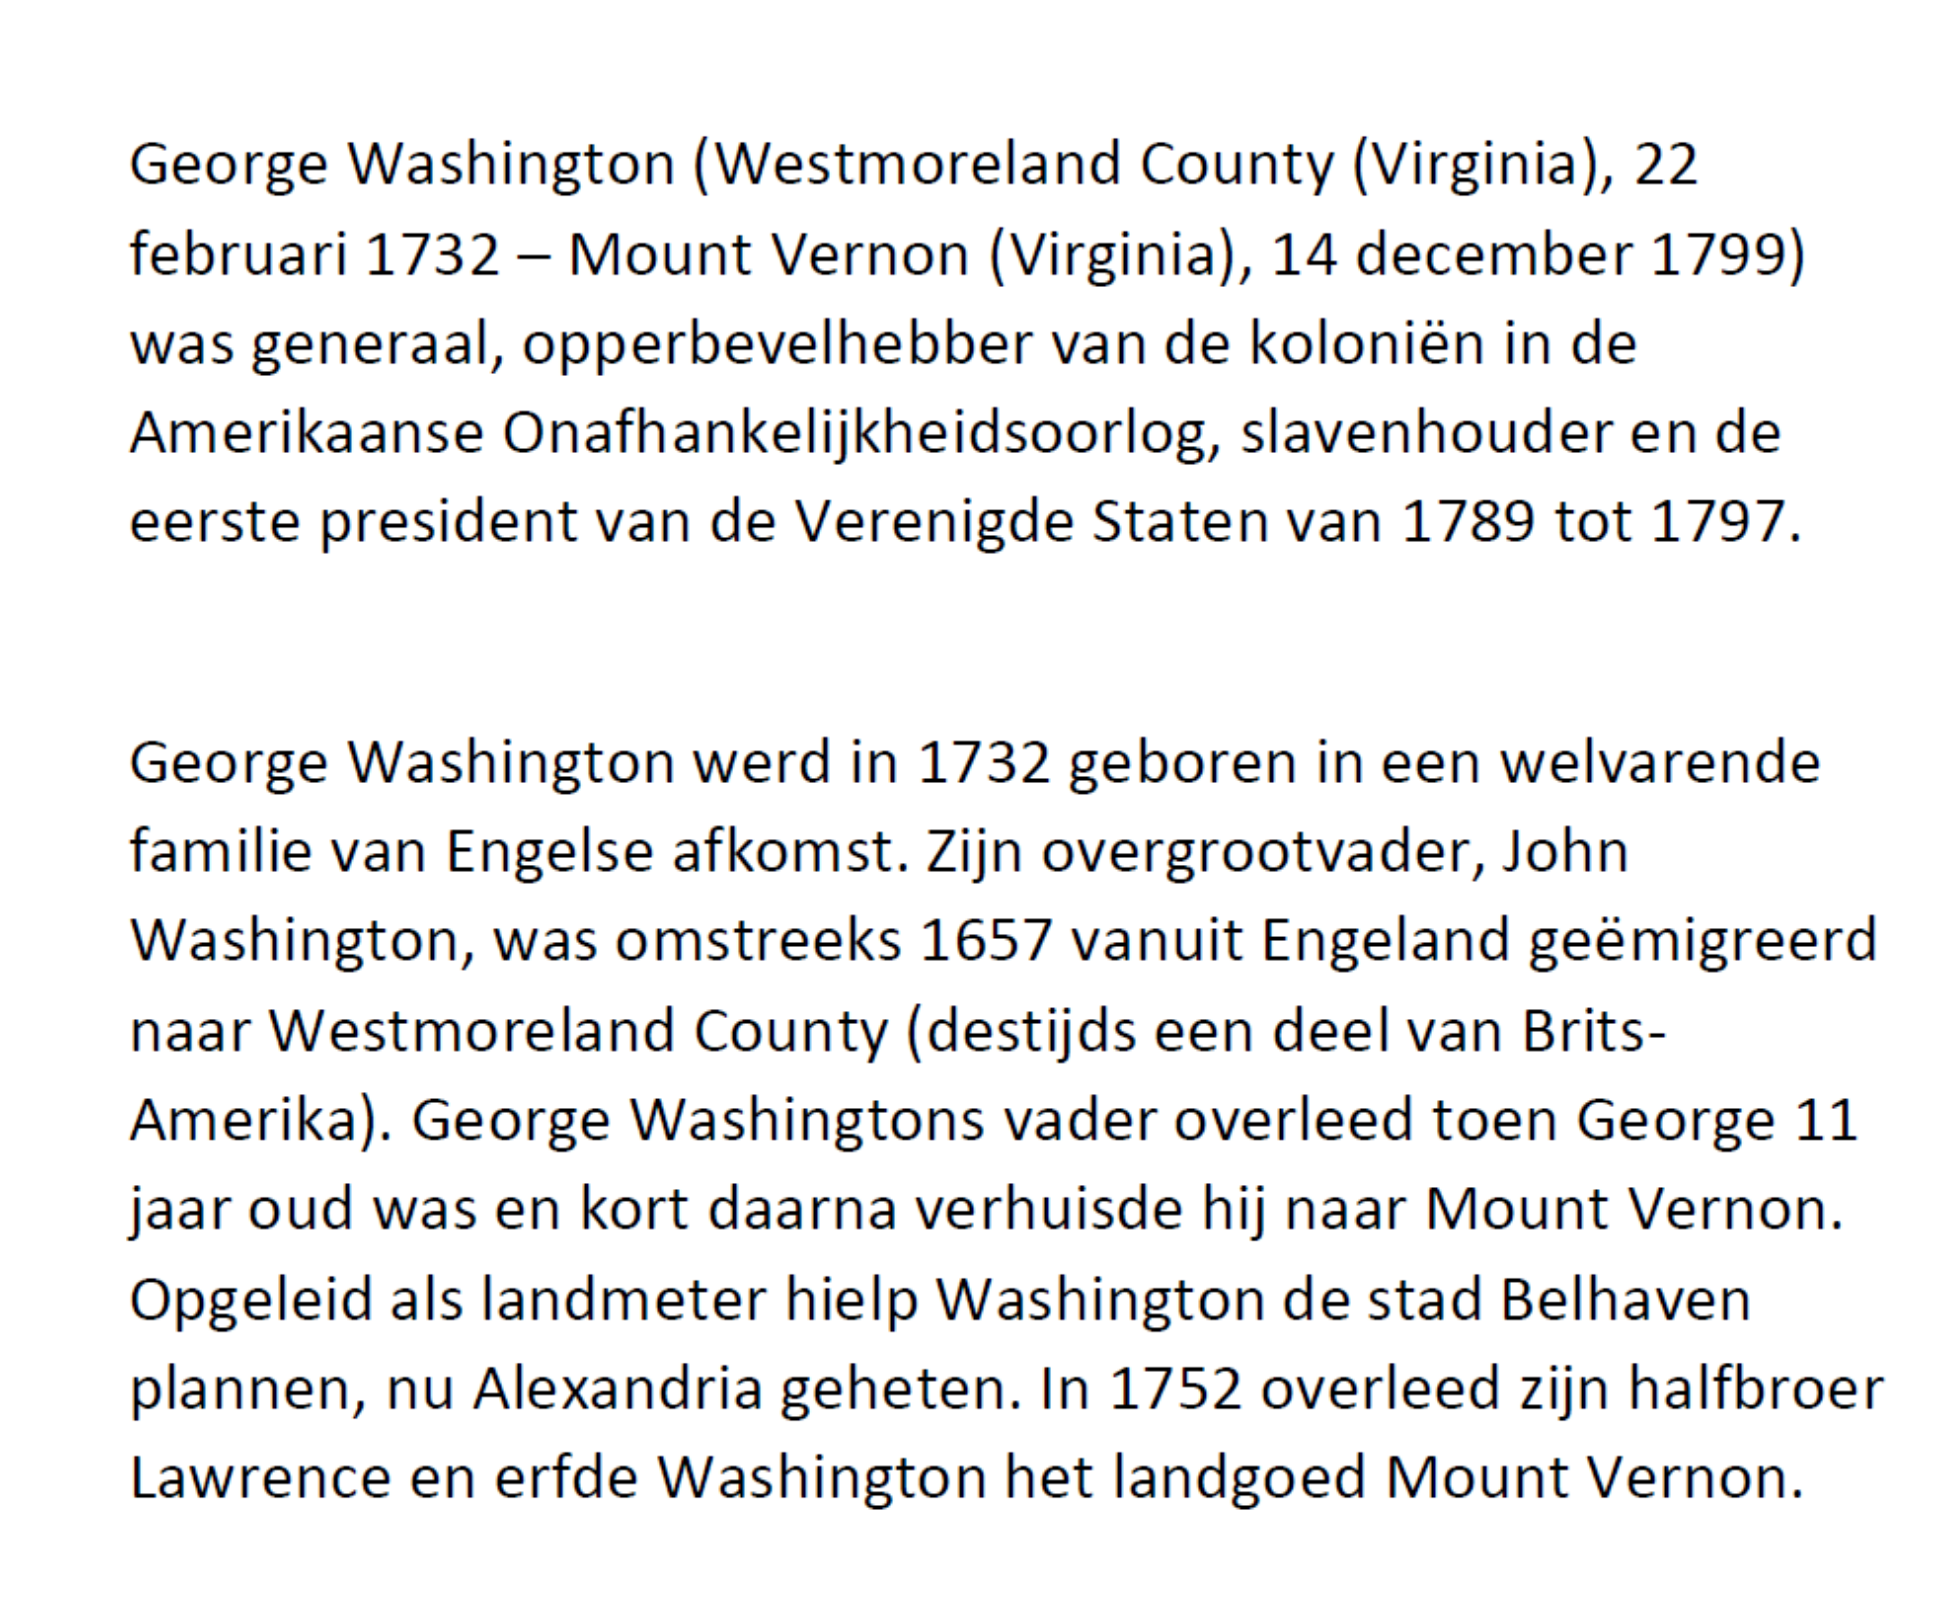 George Washington (Westmoreland County (Virginia), 22
februari 1732 – Mount Vernon (Virginia), 14 december 1799)
was generaal, opperbevelhebber van de koloniën in de
Amerikaanse Onafhankelijkheidsoorlog, slavenhouder en de
eerste president van de Verenigde Staten van 1789 tot 1797.
George Washington werd in 1732 geboren in een welvarende
familie van Engelse afkomst. Zijn overgrootvader, John
Washington, was omstreeks 1657 vanuit Engeland geëmigreerd
naar Westmoreland County (destijds een deel van Brits-
Amerika). George Washingtons vader overleed toen George 11
jaar oud was en kort daarna verhuisde hij naar Mount Vernon.
Opgeleid als landmeter hielp Washington de stad Belhaven
plannen, nu Alexandria geheten. In 1752 overleed zijn halfbroer
Lawrence en erfde Washington het landgoed Mount Vernon.